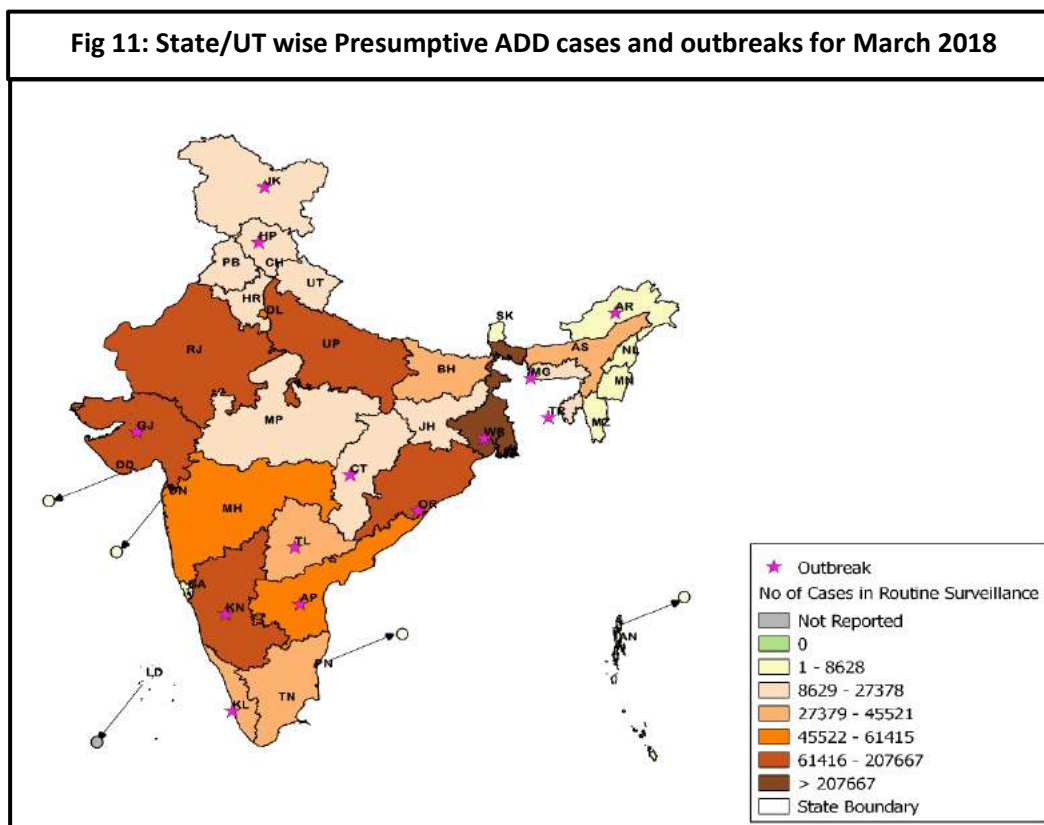 Fig 11: State/UT wise Presumptive ADD cases and outbreaks for March 2018
JK
HP
PB
CH
UT
HR
DL
SK
AR
RJ
UP
BH
AS
NL
MG
MN
MP
TR
MZ
GJ
JH
WB
DD
CT
DN
MH
OR
TL
GA
KN
AP
AN
PN
LD
TN
KL
Outbreak
No of Cases in Routine Surveillance
Not Reported
0
1 - 8628
8629 - 27378
27379 - 45521
45522 - 61415
61416 - 207667
> 207667
State Boundary